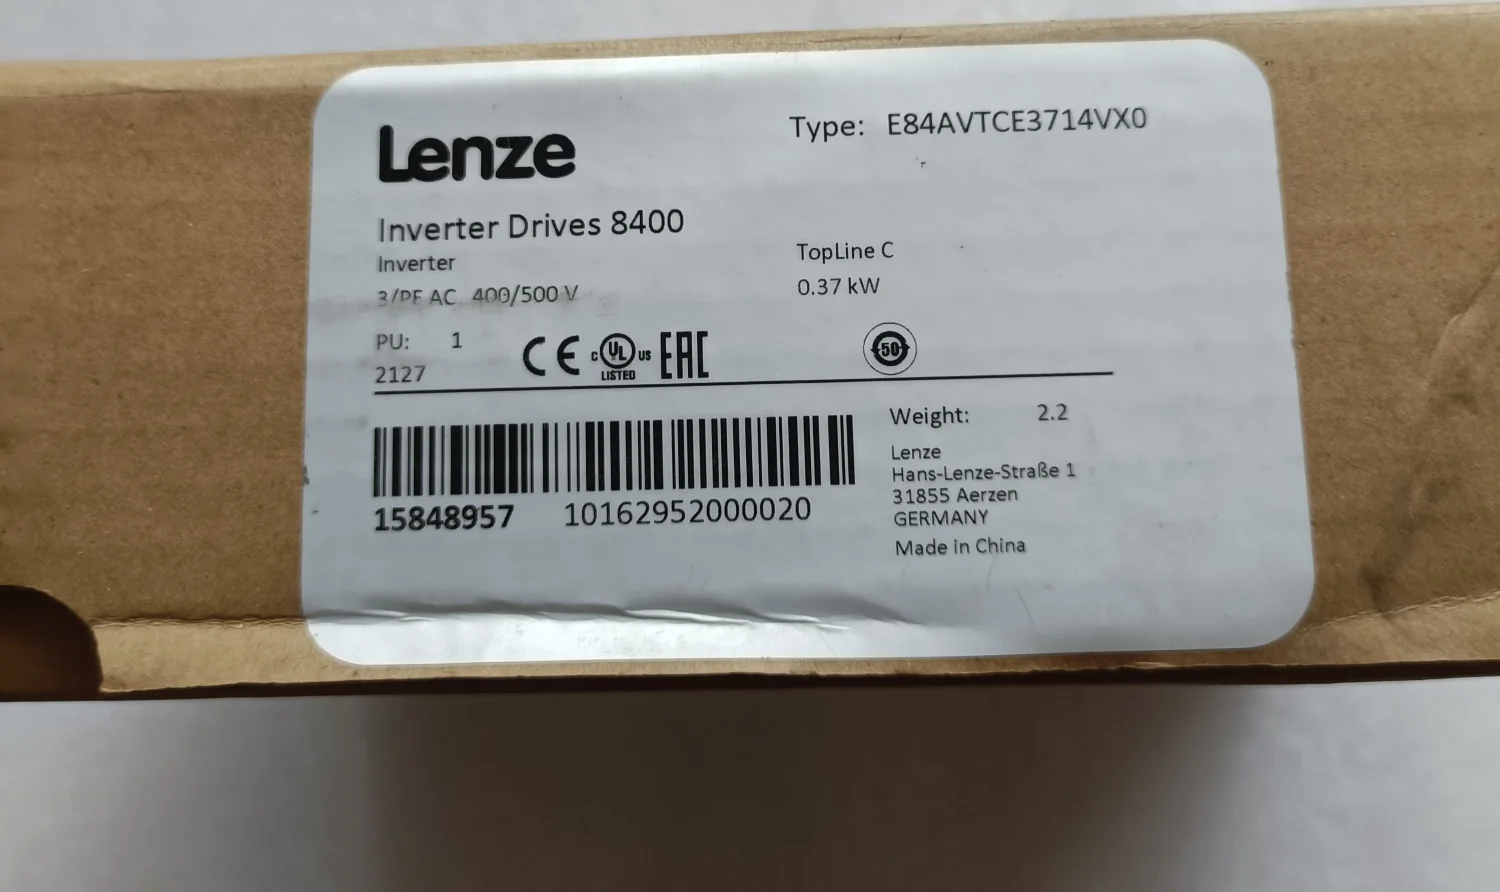 Lenze
Type: E84AVTCE3714VX0
Inverter Drives 8400
Inverter
TopLine C
3/PE AC 400/500 V
0.37 kW
PU: 1
2127
CE
c UL US
LISTED
EAC
50
15848957 10162952000020
Weight: 2.2
Lenze
Hans-Lenze-Straße 1
31855 Aerzen
GERMANY
Made in China